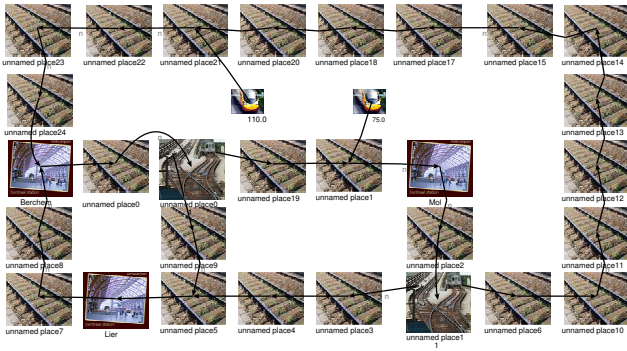 unnamed place23
unnamed place22
unnamed place21
unnamed place20
unnamed place18
unnamed place17
unnamed place15
unnamed place14
n
n
n
n
unnamed place24
110.0
75.0
unnamed place13
n
n
Berchem
unnamed place0
unnamed place0
unnamed place19
unnamed place1
Mol
unnamed place12
n
unnamed place8
unnamed place9
unnamed place2
unnamed place11
n
unnamed place7
Lier
unnamed place5
unnamed place4
unnamed place3
unnamed place1
1
unnamed place6
unnamed place10